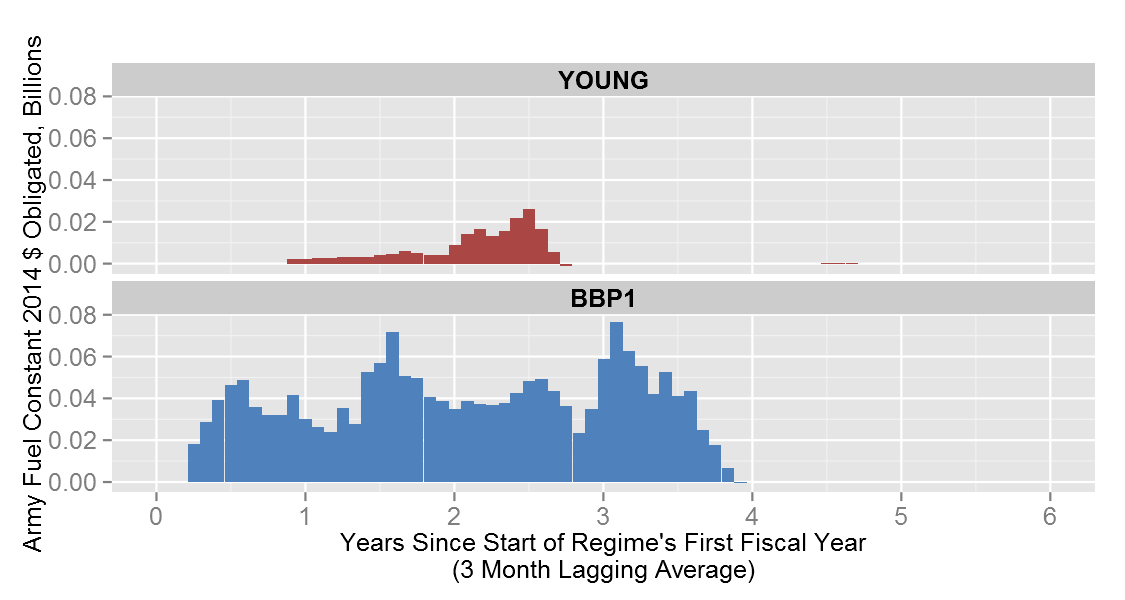 Army Fuel Constant 2014 $ Obligated, Billions
YOUNG
0.08
0.06
0.04
0.02
0.00
BBP1
0.08
0.06
0.04
0.02
0.00
0 1 2 3 4 5 6
Years Since Start of Regime's First Fiscal Year
(3 Month Lagging Average)